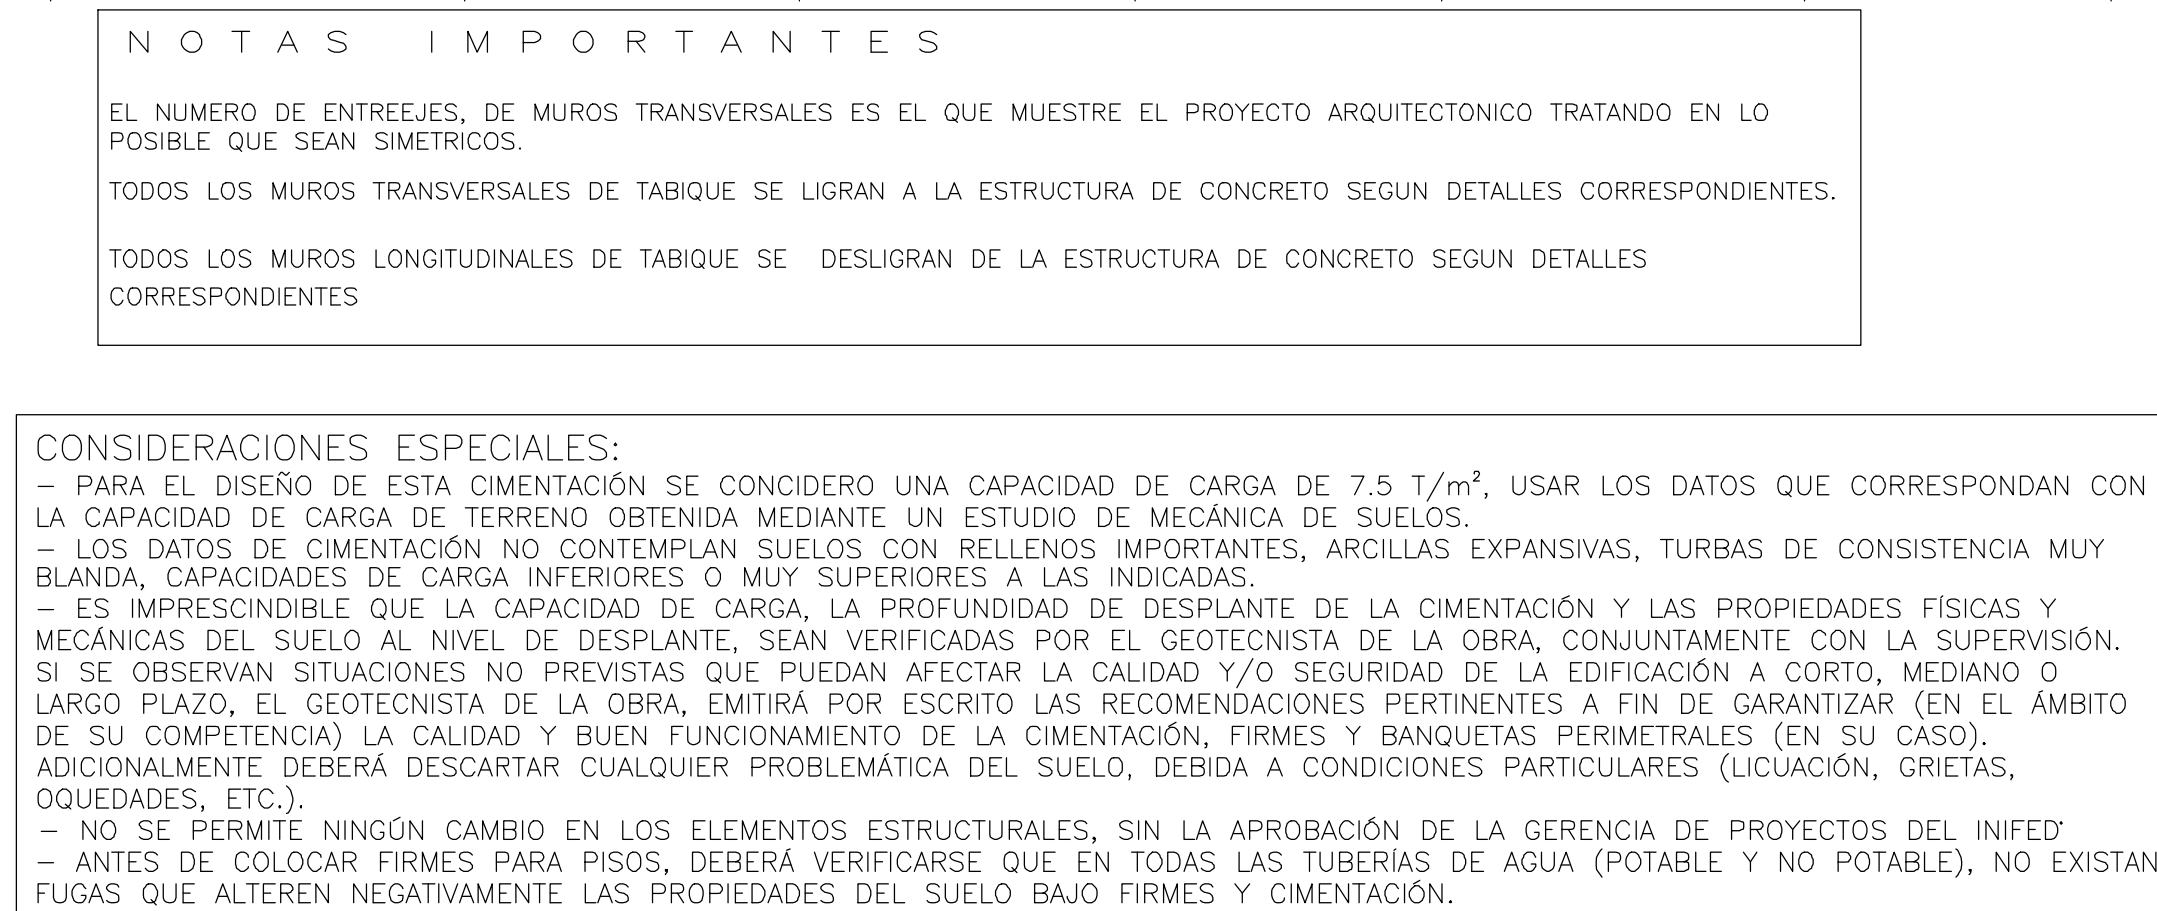 NOTAS IMPORTANTES
EL NUMERO DE ENTREEJES, DE MUROS TRANSVERSALES ES EL QUE MUESTRE EL PROYECTO ARQUITECTONICO TRATANDO EN LO
POSIBLE QUE SEAN SIMETRICOS.
TODOS LOS MUROS TRANSVERSALES DE TABIQUE SE LIGRAN A LA ESTRUCTURA DE CONCRETO SEGUN DETALLES CORRESPONDIENTES.
TODOS LOS MUROS LONGITUDINALES DE TABIQUE SE DESLIGRAN DE LA ESTRUCTURA DE CONCRETO SEGUN DETALLES
CORRESPONDIENTES
CONSIDERACIONES ESPECIALES:
– PARA EL DISEÑO DE ESTA CIMENTACIÓN SE CONCIDERO UNA CAPACIDAD DE CARGA DE 7.5 T/m², USAR LOS DATOS QUE CORRESPONDAN CON
LA CAPACIDAD DE CARGA DE TERRENO OBTENIDA MEDIANTE UN ESTUDIO DE MECÁNICA DE SUELOS.
– LOS DATOS DE CIMENTACIÓN NO CONTEMPLAN SUELOS CON RELLENOS IMPORTANTES, ARCILLAS EXPANSIVAS, TURBAS DE CONSISTENCIA MUY
BLANDA, CAPACIDADES DE CARGA INFERIORES O MUY SUPERIORES A LAS INDICADAS.
– ES IMPRESCINDIBLE QUE LA CAPACIDAD DE CARGA, LA PROFUNDIDAD DE DESPLANTE DE LA CIMENTACIÓN Y LAS PROPIEDADES FÍSICAS Y
MECÁNICAS DEL SUELO AL NIVEL DE DESPLANTE, SEAN VERIFICADAS POR EL GEOTECNISTA DE LA OBRA, CONJUNTAMENTE CON LA SUPERVISIÓN.
SI SE OBSERVAN SITUACIONES NO PREVISTAS QUE PUEDAN AFECTAR LA CALIDAD Y/O SEGURIDAD DE LA EDIFICACIÓN A CORTO, MEDIANO O
LARGO PLAZO, EL GEOTECNISTA DE LA OBRA, EMITIRÁ POR ESCRITO LAS RECOMENDACIONES PERTINENTES A FIN DE GARANTIZAR (EN EL ÁMBITO
DE SU COMPETENCIA) LA CALIDAD Y BUEN FUNCIONAMIENTO DE LA CIMENTACIÓN, FIRMES Y BANQUETAS PERIMETRALES (EN SU CASO).
ADICIONALMENTE DEBERÁ DESCARTAR CUALQUIER PROBLEMÁTICA DEL SUELO, DEBIDA A CONDICIONES PARTICULARES (LICUACIÓN, GRIETAS,
OQUEDADES, ETC.).
– NO SE PERMITE NINGÚN CAMBIO EN LOS ELEMENTOS ESTRUCTURALES, SIN LA APROBACIÓN DE LA GERENCIA DE PROYECTOS DEL INIFED·
– ANTES DE COLOCAR FIRMES PARA PISOS, DEBERÁ VERIFICARSE QUE EN TODAS LAS TUBERÍAS DE AGUA (POTABLE Y NO POTABLE), NO EXISTAN
FUGAS QUE ALTEREN NEGATIVAMENTE LAS PROPIEDADES DEL SUELO BAJO FIRMES Y CIMENTACIÓN.